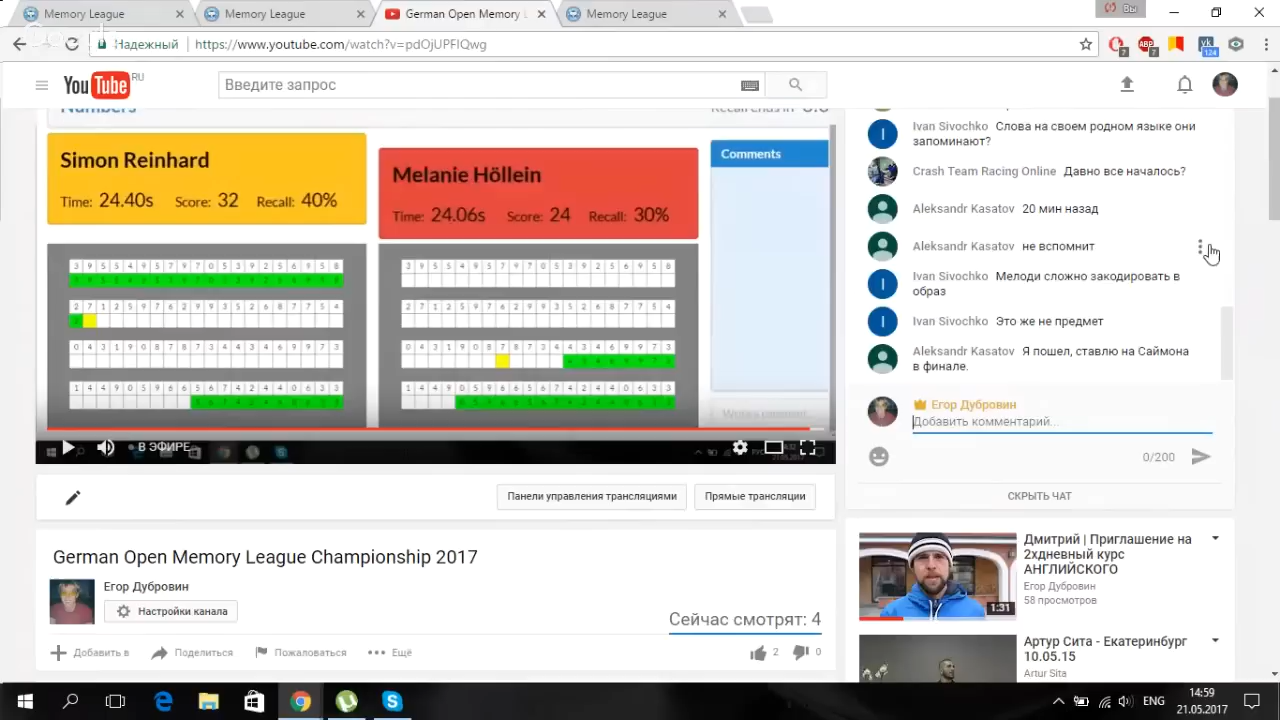 Memory League
Memory League
German Open Memory L
Memory League
Вы
Надежный
https://www.youtube.com/watch?v=pdOjUPFIQwg
7
ABP
7
124
YouTube RU
Введите запрос
Numbers
Simon Reinhard
Time: 24.40s Score: 32 Recall: 40%
Melanie Höllein
Time: 24.06s Score: 24 Recall: 30%
Comments
В ЭФИРЕ
Ivan Sivochko Слова на своем родном языке они
запоминают?
Crash Team Racing Online Давно все началось?
Aleksandr Kasatov 20 мин назад
Aleksandr Kasatov не вспомнит
Ivan Sivochko Мелоди сложно закодировать в
образ
Ivan Sivochko Это же не предмет
Aleksandr Kasatov Я пошел, ставлю на Саймона
в финале.
Егор Дубровин
Добавить комментарий...
0/200
СКРЫТЬ ЧАТ
Панели управления трансляциями
Прямые трансляции
German Open Memory League Championship 2017
Егор Дубровин
Настройки канала
Сейчас смотрят: 4
Добавить в
Поделиться
Пожаловаться
Ещё
2
0
Дмитрий | Приглашение на
2хдневный курс
АНГЛИЙСКОГО
Егор Дубровин
58 просмотров
1:31
Артур Сита - Екатеринбург
10.05.15
Artur Sita
ENG
14:59
21.05.2017